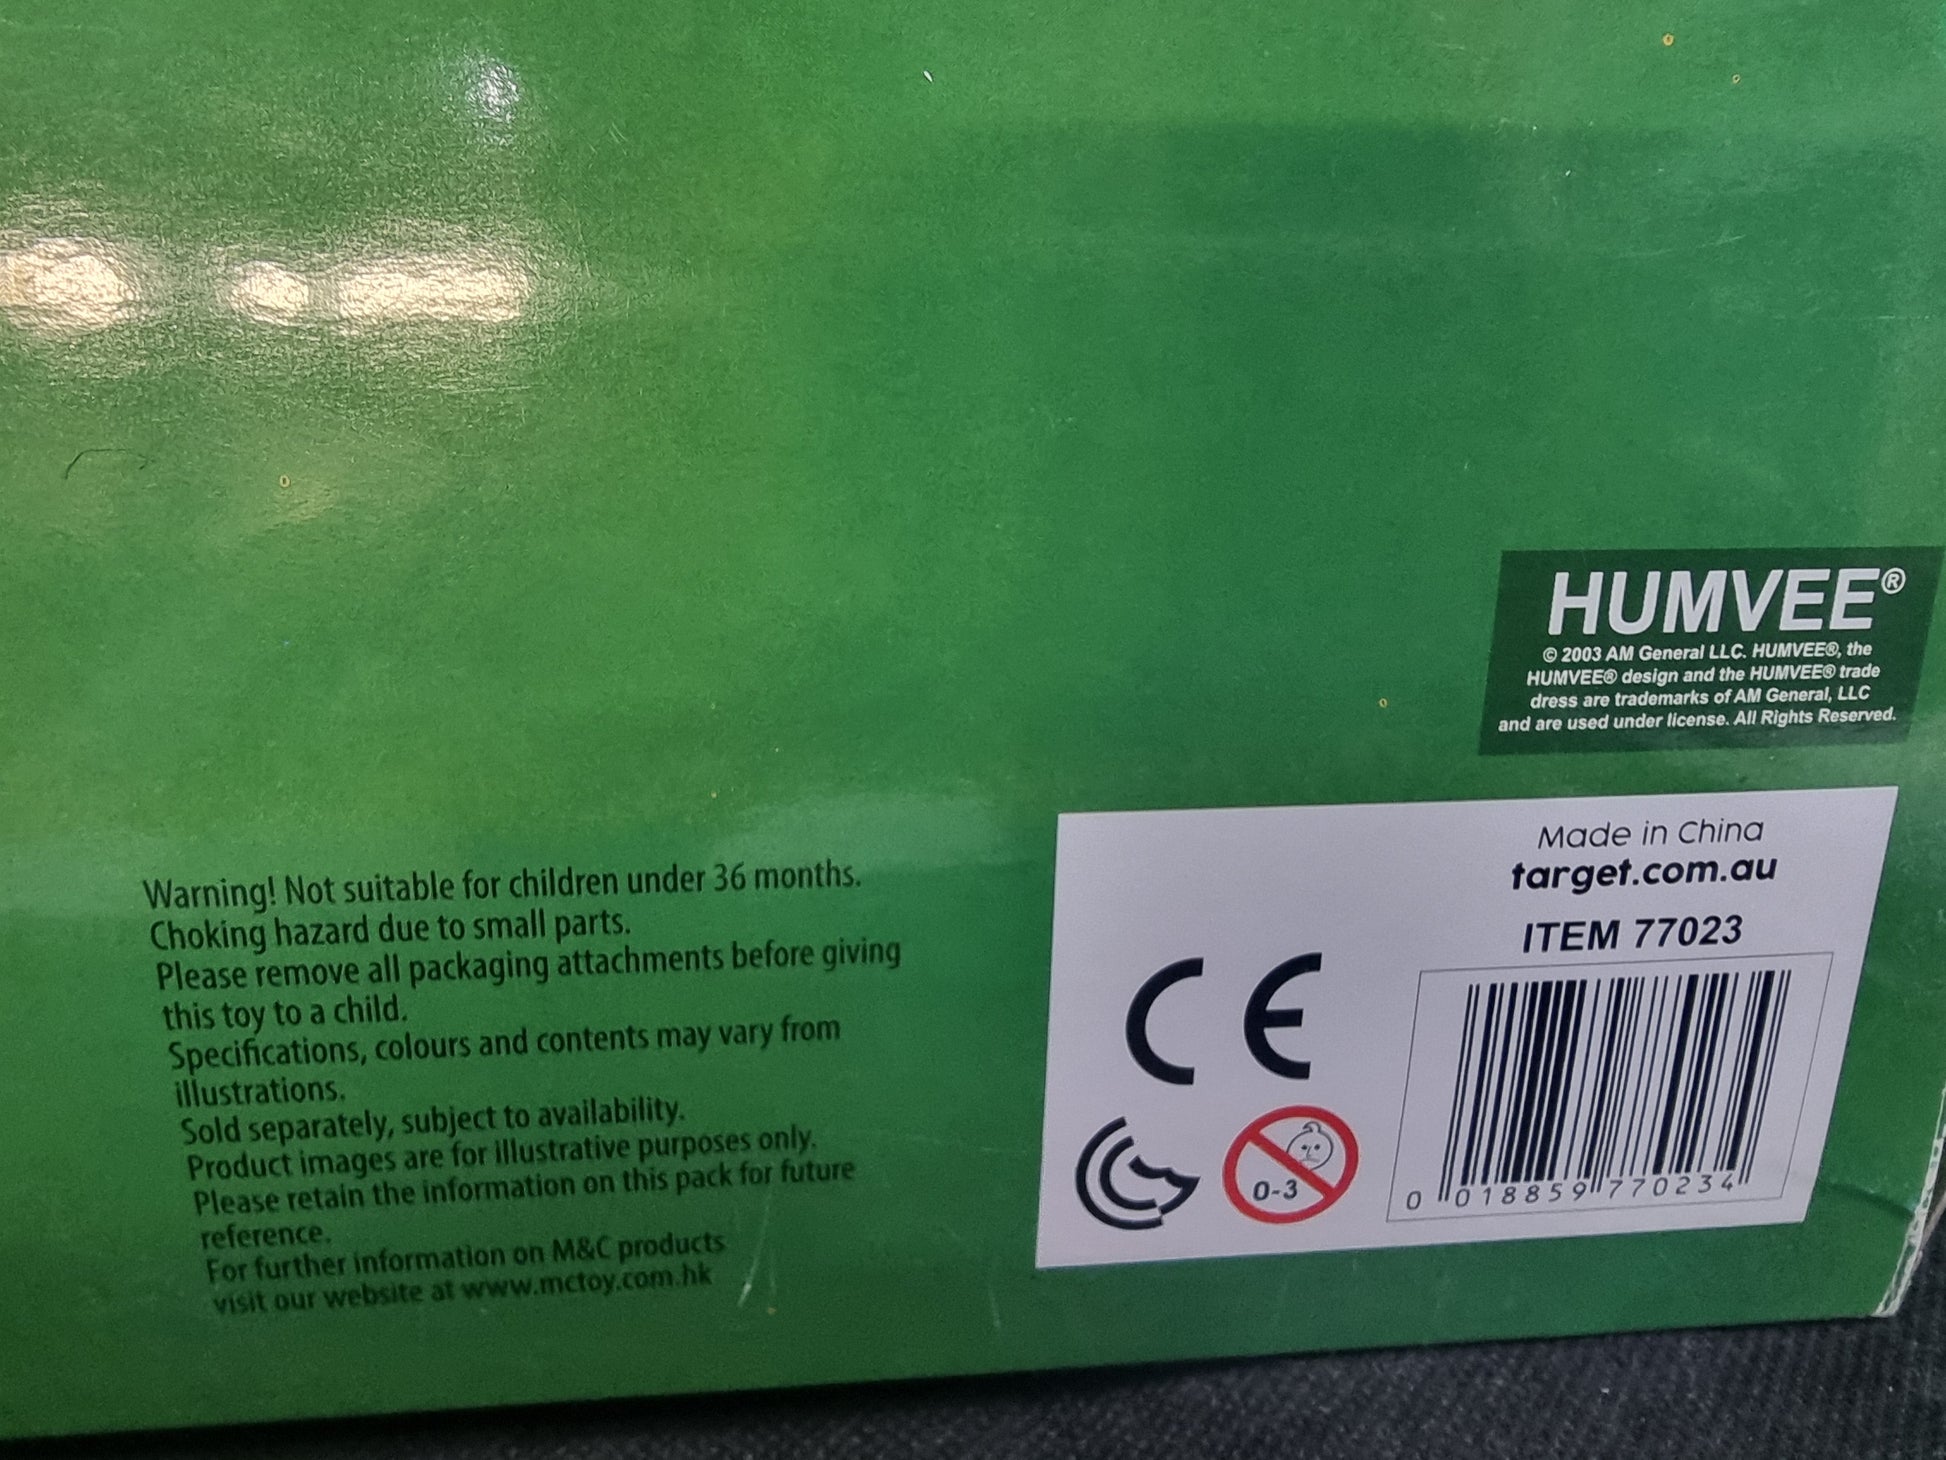 HUMVEE®
© 2003 AM General LLC. HUMVEE®, the
HUMVEE® design and the HUMVEE® trade
dress are trademarks of AM General, LLC
and are used under license. All Rights Reserved.
Warning! Not suitable for children under 36 months.
Choking hazard due to small parts.
Please remove all packaging attachments before giving
this toy to a child.
Specifications, colours and contents may vary from
illustrations.
Sold separately, subject to availability.
Product images are for illustrative purposes only.
Please retain the information on this pack for future
reference.
For further information on M&C products
visit our website at www.mctoy.com.hk
Made in China
target.com.au
ITEM 77023
CE
0-3
0 018859 770234